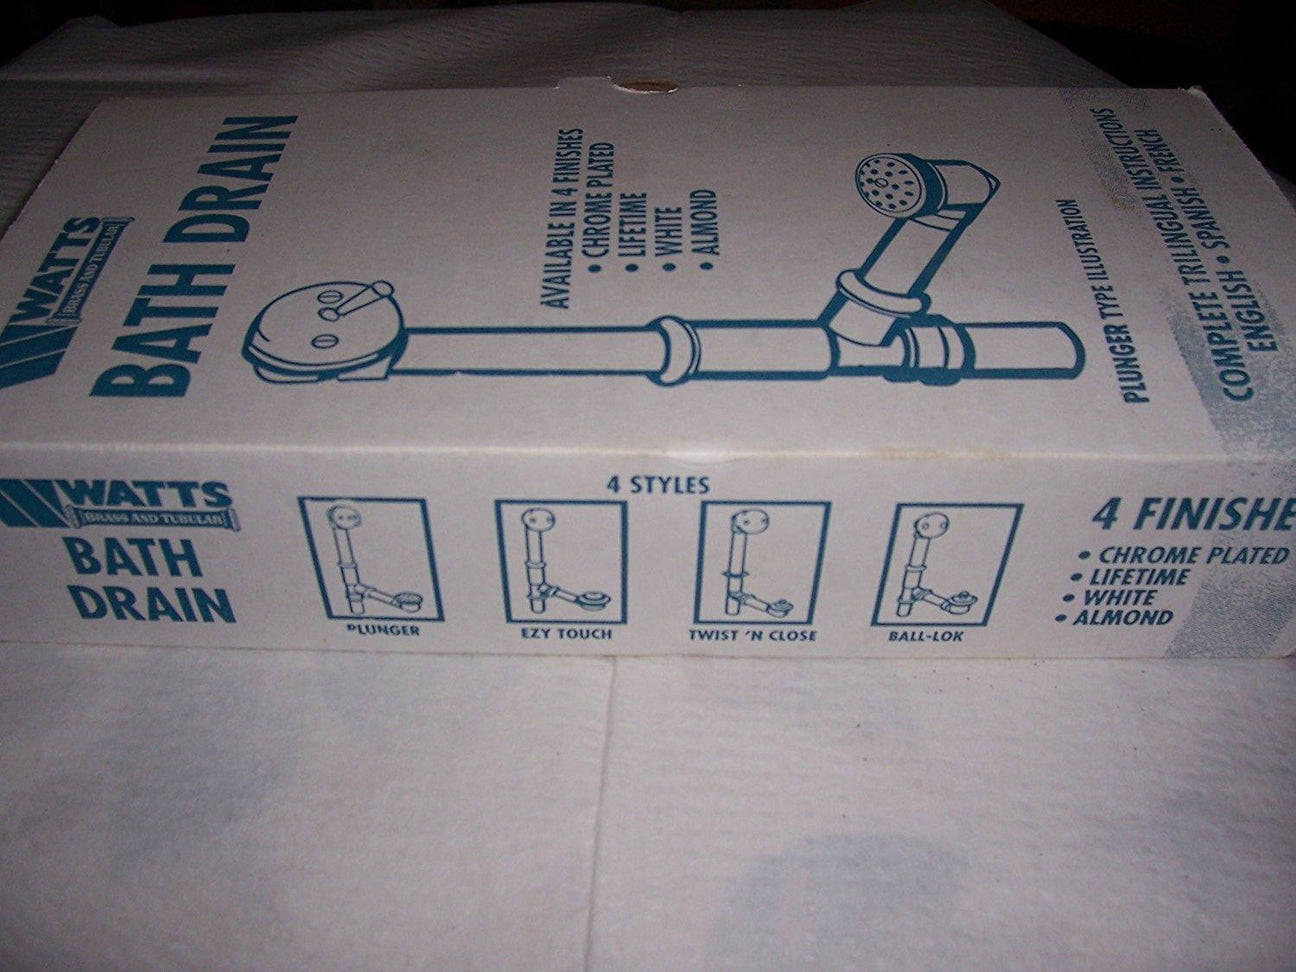 WATTS
BRASS AND TUBULAR
BATH DRAIN
AVAILABLE IN 4 FINISHES
• CHROME PLATED
• LIFETIME
• WHITE
• ALMOND
PLUNGER TYPE ILLUSTRATION
COMPLETE TRILINGUAL INSTRUCTIONS
ENGLISH • SPANISH • FRENCH
WATTS
BRASS AND TUBULAR
BATH
DRAIN
4 STYLES
PLUNGER
EZY TOUCH
TWIST 'N CLOSE
BALL-LOK
4 FINISHE
• CHROME PLATED
• LIFETIME
• WHITE
• ALMOND